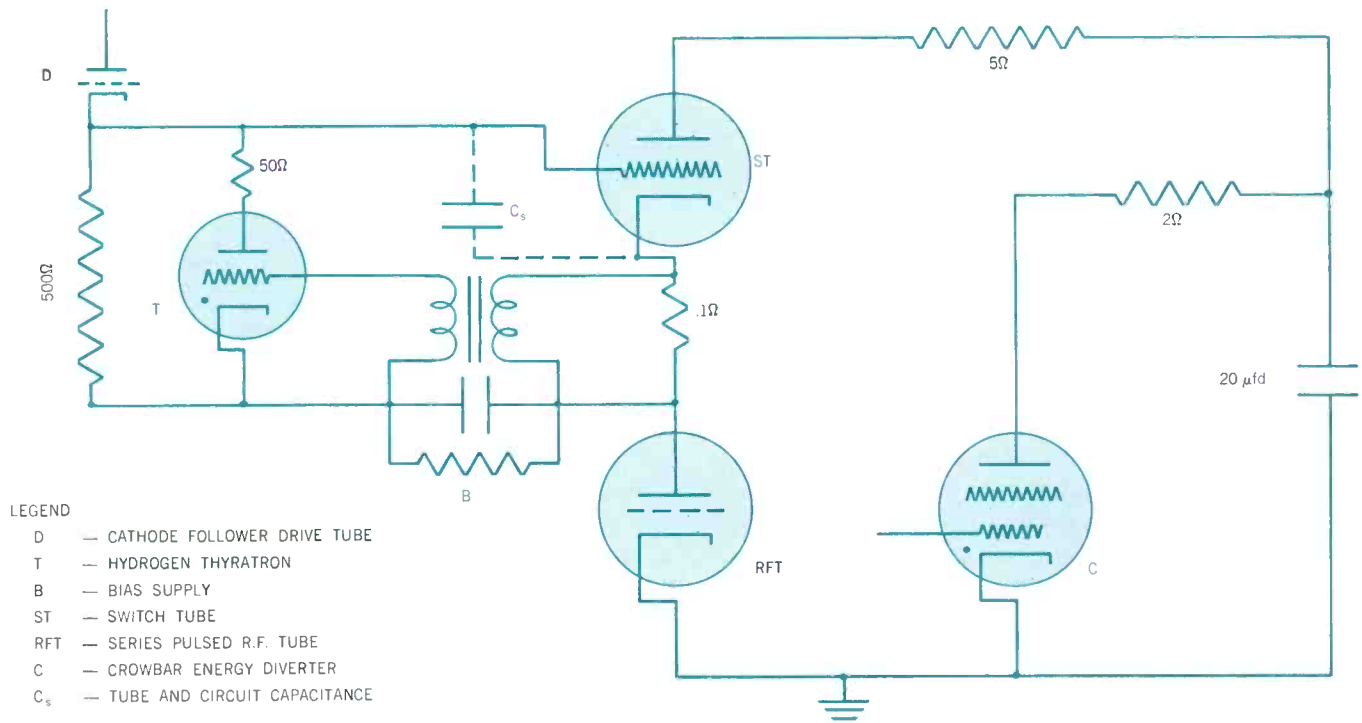 D
50Ω
ST
5Ω
2Ω
500Ω
Cs
T
.1Ω
20 µfd
B
RFT
C
LEGEND
D — CATHODE FOLLOWER DRIVE TUBE
T — HYDROGEN THYRATRON
B — BIAS SUPPLY
ST — SWITCH TUBE
RFT — SERIES PULSED R.F. TUBE
C — CROWBAR ENERGY DIVERTER
Cs — TUBE AND CIRCUIT CAPACITANCE